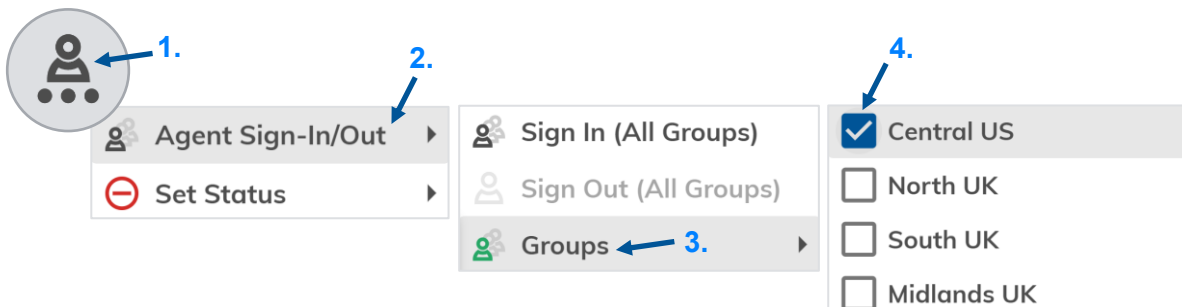 1.
2.
4.
Agent Sign-In/Out
Set Status
Sign In (All Groups)
Sign Out (All Groups)
Groups
3.
Central US
North UK
South UK
Midlands UK